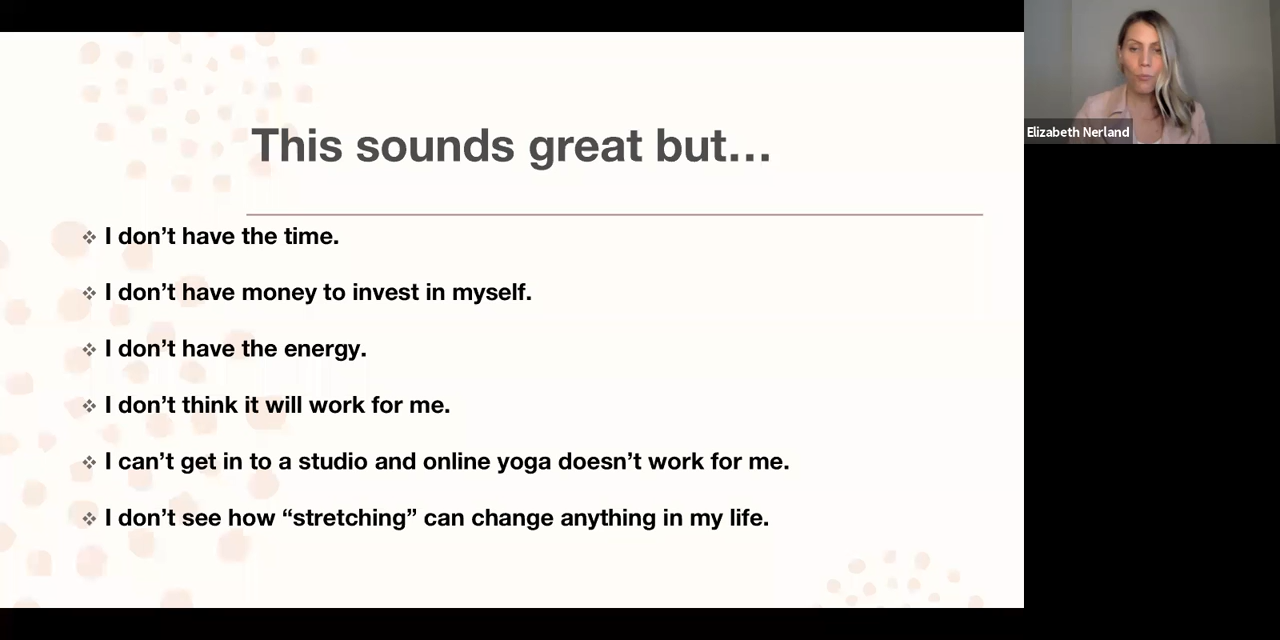 This sounds great but...
I don’t have the time.
I don’t have money to invest in myself.
I don’t have the energy.
I don’t think it will work for me.
I can’t get in to a studio and online yoga doesn’t work for me.
I don’t see how “stretching” can change anything in my life.
Elizabeth Nerland